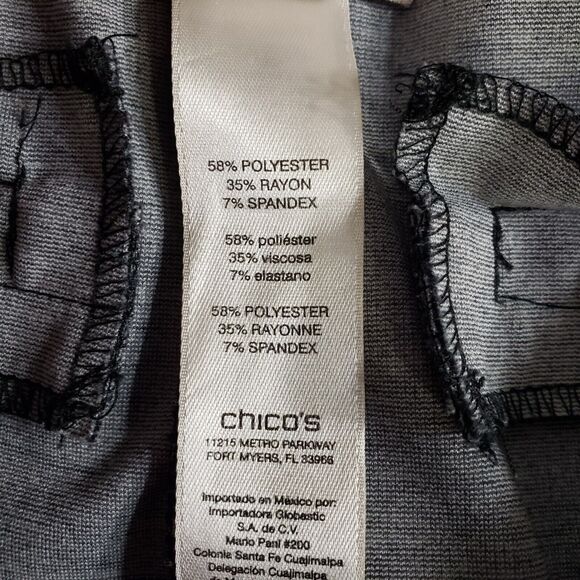 58% POLYESTER
35% RAYON
7% SPANDEX
58% poliéster
35% viscosa
7% elastano
58% POLYESTER
35% RAYONNE
7% SPANDEX
chico's
11215 METRO PARKWAY
FORT MYERS, FL 33966
Importado en México por:
Importadora Globastic
S.A. de C.V.
Mario Pani #200
Colonia Santa Fe Cuajimalpa
Delegación Cuajimalpa